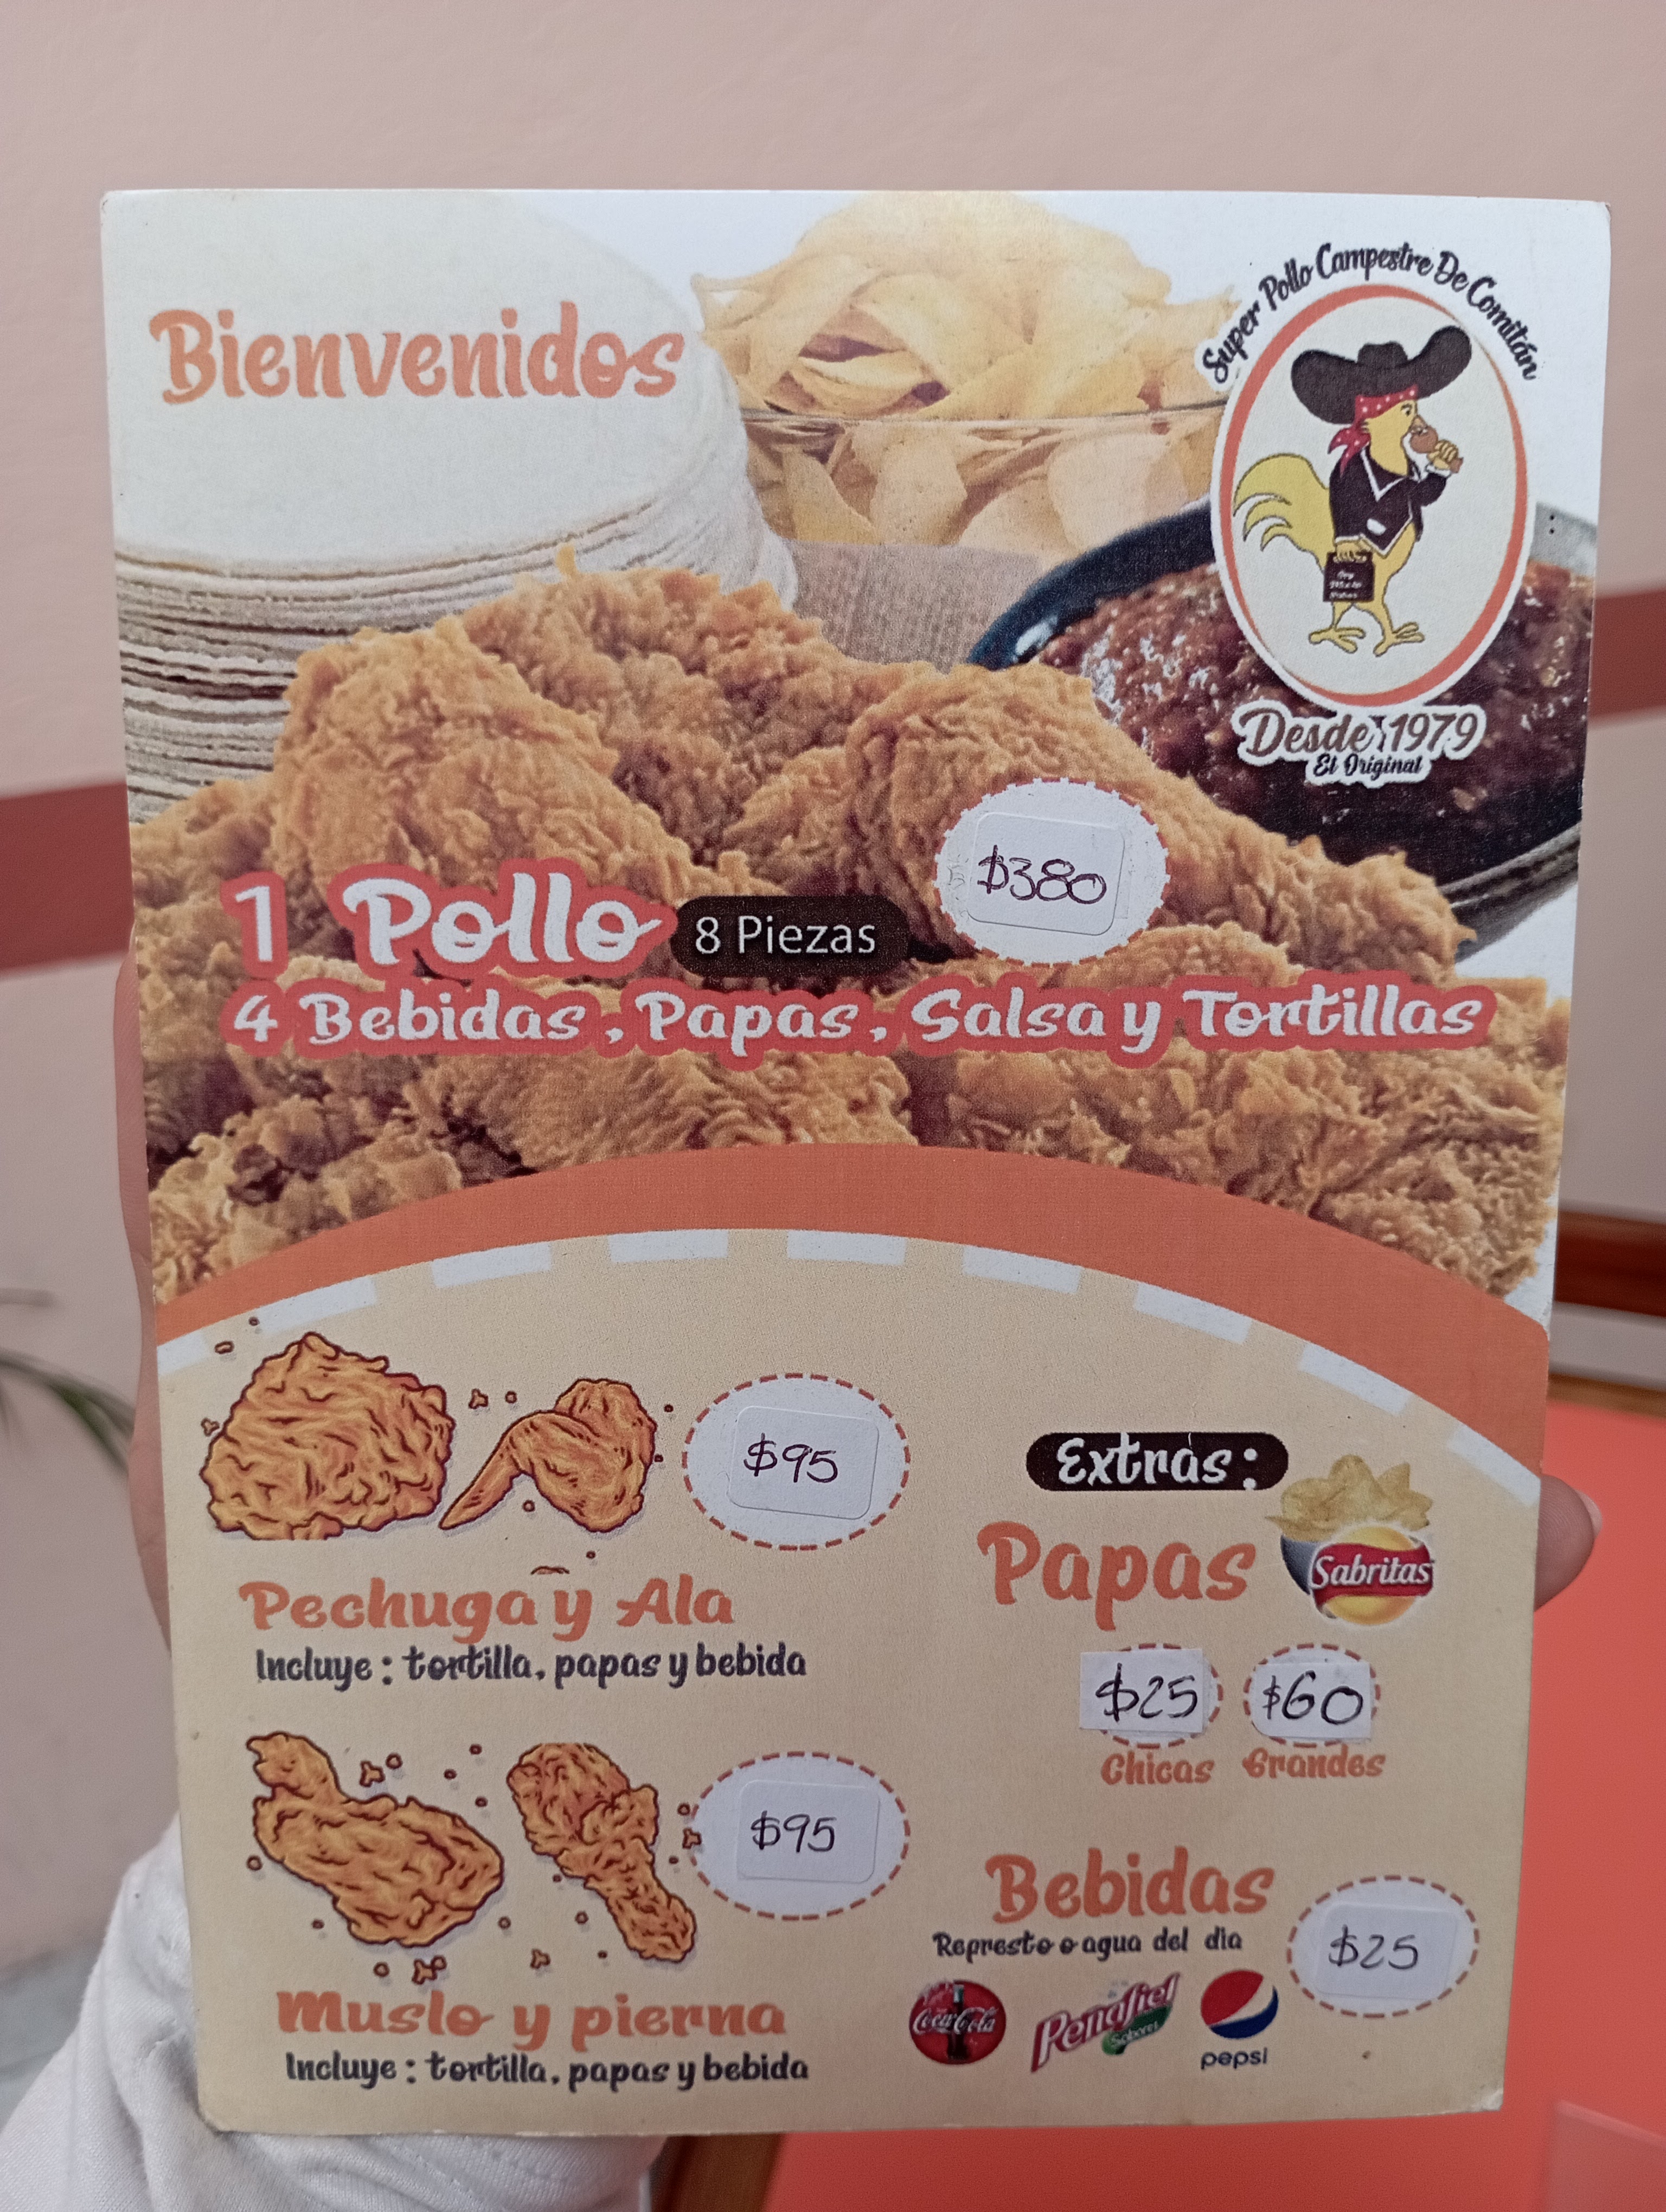 Bienvenidos
Super Pollo Campestre De Comitán
Desde 1979
El Original
$380
1 Pollo 8 Piezas
4 Bebidas, Papas, Salsa y Tortillas
$95
Pechuga y Ala
Incluye: tortilla, papas y bebida
$95
Muslo y pierna
Incluye: tortilla, papas y bebida
Extras:
Papas
Sabritas
$25 $60
Chicas Grandes
Bebidas
Represto o agua del dia
$25
Coca-Cola
Peñafiel
Sabores
pepsi